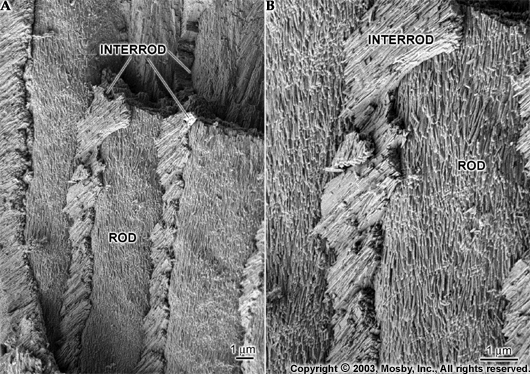 A
INTERROD
ROD
1 µm
B
INTERROD
ROD
1 µm
Copyright © 2003, Mosby, Inc., All rights reserved